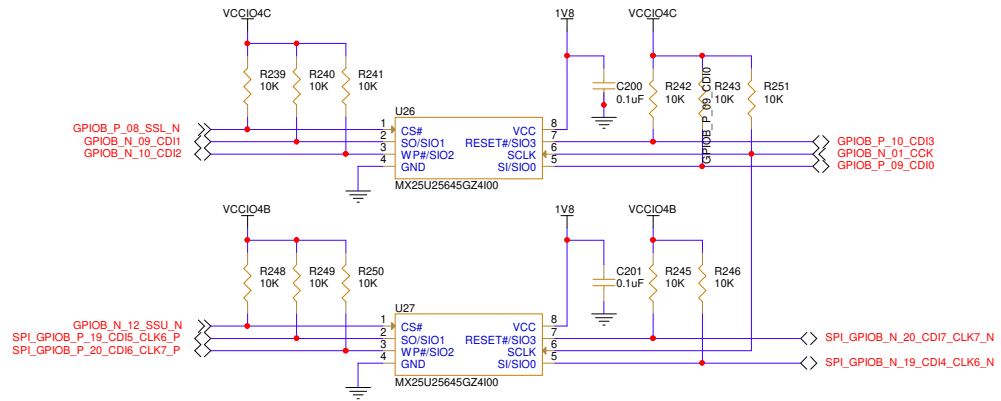 VCCIO4C
1V8
VCCIO4C
R239
10K
R240
10K
R241
10K
C200
0.1uF
R242
10K
R243
10K
R251
10K
GPIOB_P_09_CDI0
U26
GPIOB_P_08_SSL_N
GPIOB_N_09_CDI1
GPIOB_N_10_CDI2
1
2
3
4
CS#
SO/SIO1
WP#/SIO2
GND
VCC
RESET#/SIO3
SCLK
SI/SIO0
8
7
6
5
GPIOB_P_10_CDI3
GPIOB_N_01_CCK
GPIOB_P_09_CDI0
MX25U25645GZ4I00
VCCIO4B
1V8
VCCIO4B
R248
10K
R249
10K
R250
10K
C201
0.1uF
R245
10K
R246
10K
U27
GPIOB_N_12_SSU_N
SPI_GPIOB_P_19_CDI5_CLK6_P
SPI_GPIOB_P_20_CDI6_CLK7_P
1
2
3
4
CS#
SO/SIO1
WP#/SIO2
GND
VCC
RESET#/SIO3
SCLK
SI/SIO0
8
7
6
5
SPI_GPIOB_N_20_CDI7_CLK7_N
SPI_GPIOB_N_19_CDI4_CLK6_N
MX25U25645GZ4I00